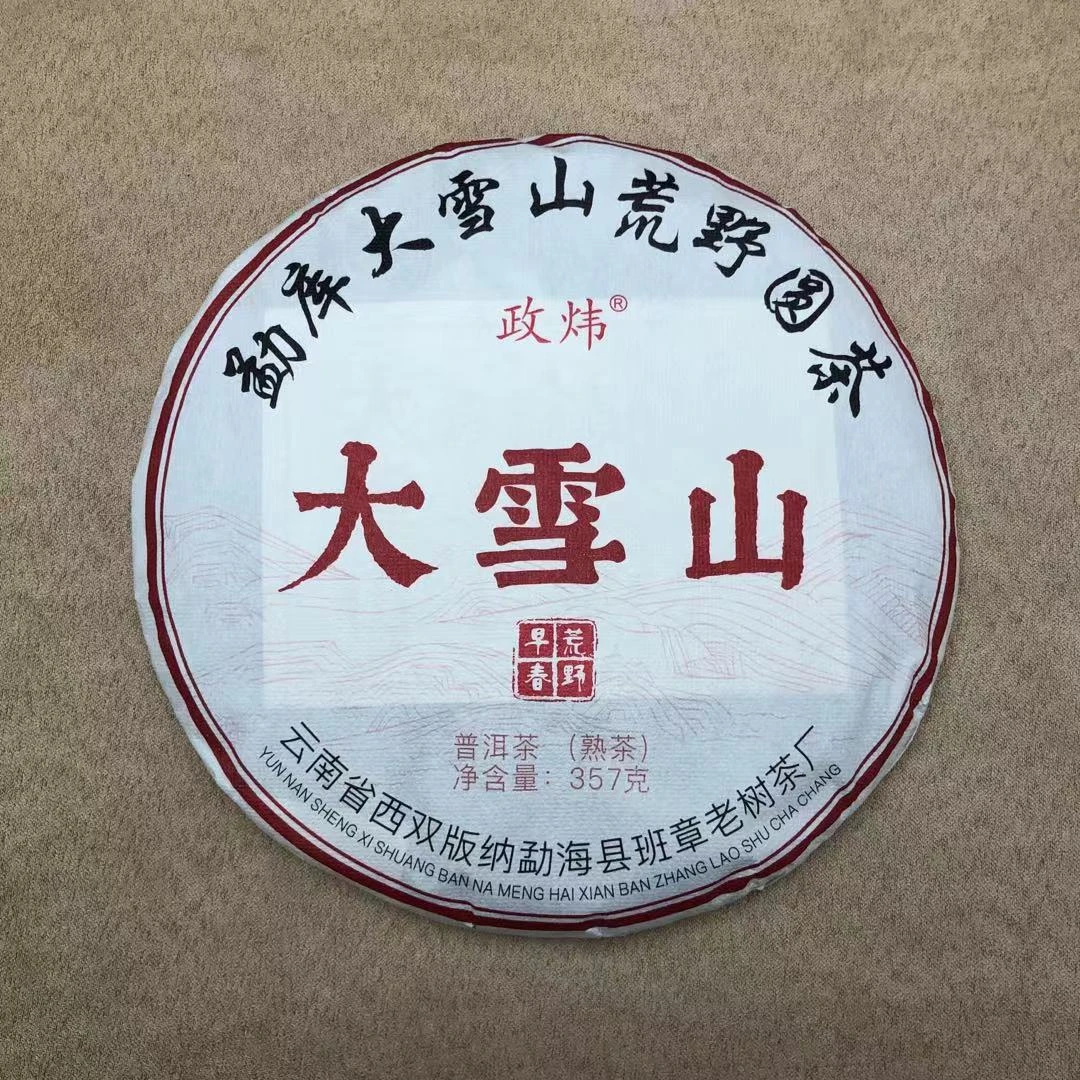 勐库大雪山荒野圆茶
政炜®
大雪山
荒野
早春
普洱茶（熟茶）
净含量：357克
云南省西双版纳勐海县班章老树茶厂
YUN NAN SHENG XI SHUANG BAN NA MENG HAI XIAN BAN ZHANG LAO SHU CHA CHANG